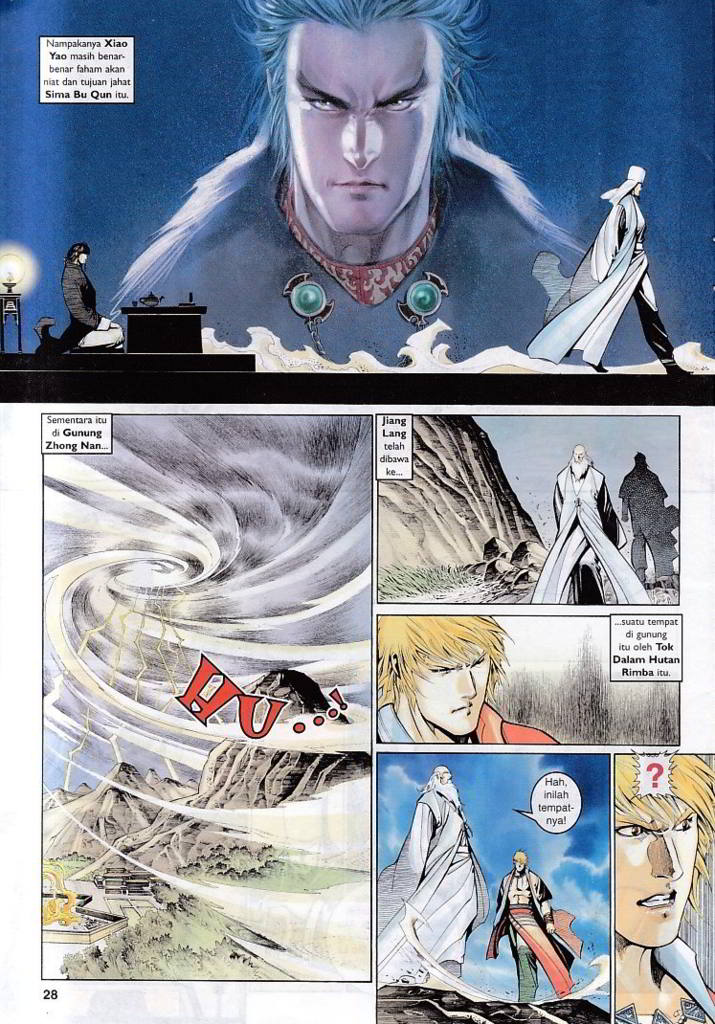 Nampakanya Xiao
Yao masih benar-
benar faham akan
niat dan tujuan jahat
Sima Bu Qun itu.
Sementara itu
di Gunung
Zhong Nan...
HU...!
Jiang
Lang
telah
dibawa
ke...
...suatu tempat
di gunung
itu oleh Tok
Dalam Hutan
Rimba itu.
Hah,
inilah
tempat-
nya!
?
28